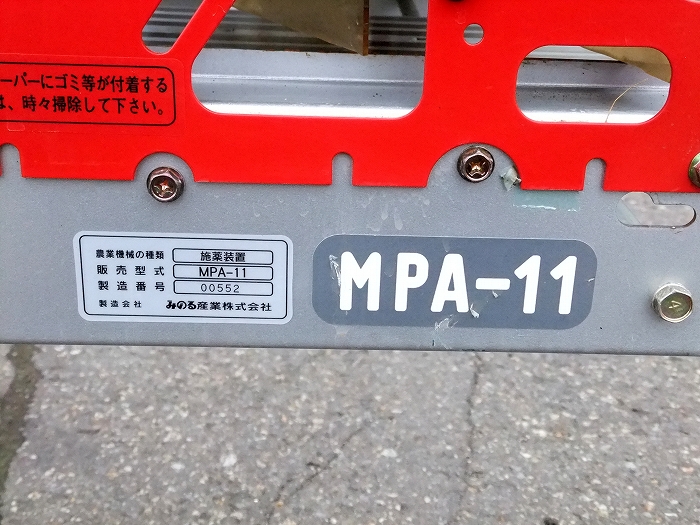 ーパーにゴミ等が付着する
は、時々掃除して下さい。
農業機械の種類 施薬装置
販売型式 MPA-11
製造番号 00552
製造会社 みのる産業株式会社
MPA-11
4